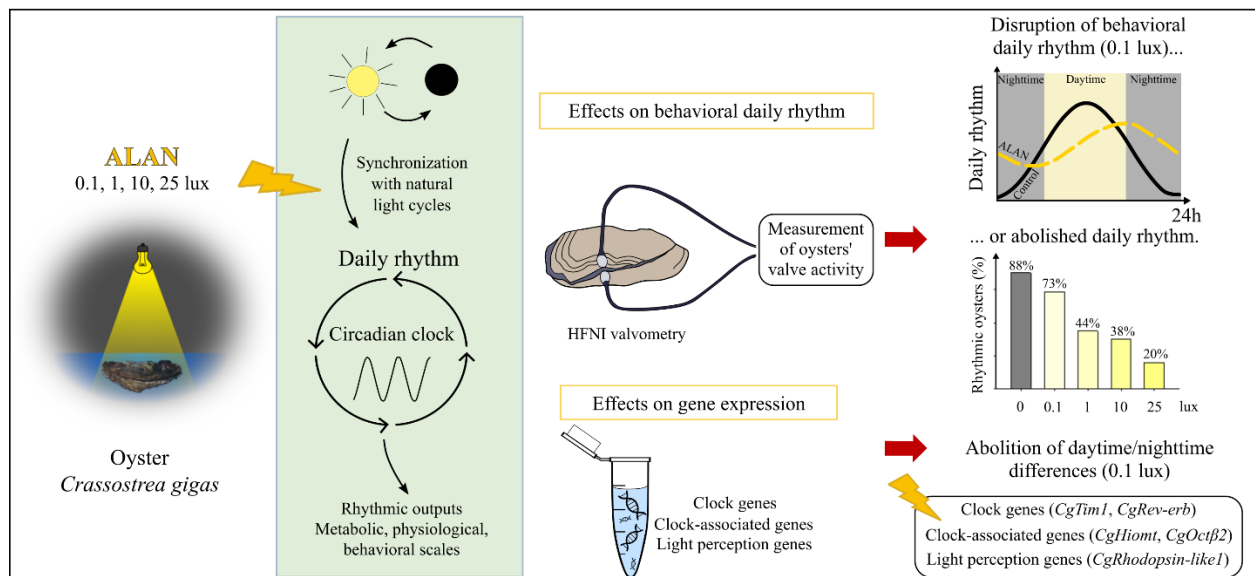 ALAN
0.1, 1, 10, 25 lux
Oyster
Crassostrea gigas
Synchronization
with natural
light cycles
Daily rhythm
Circadian clock
Rhythmic outputs
Metabolic, physiological,
behavioral scales
Effects on behavioral daily rhythm
Measurement
of oysters'
valve activity
HFNI valvometry
Effects on gene expression
Clock genes
Clock-associated genes
Light perception genes
Disruption of behavioral
daily rhythm (0.1 lux)...
Nighttime Daytime Nighttime
Daily rhythm
ALAN
Control
24h
... or abolished daily rhythm.
Rhythmic oysters (%)
88%
73%
44%
38%
20%
0 0.1 1 10 25 lux
Abolition of daytime/nighttime
differences (0.1 lux)
Clock genes (CgTim1, CgRev-erb)
Clock-associated genes (CgHiomt, CgOctβ2)
Light perception genes (CgRhodopsin-like1)